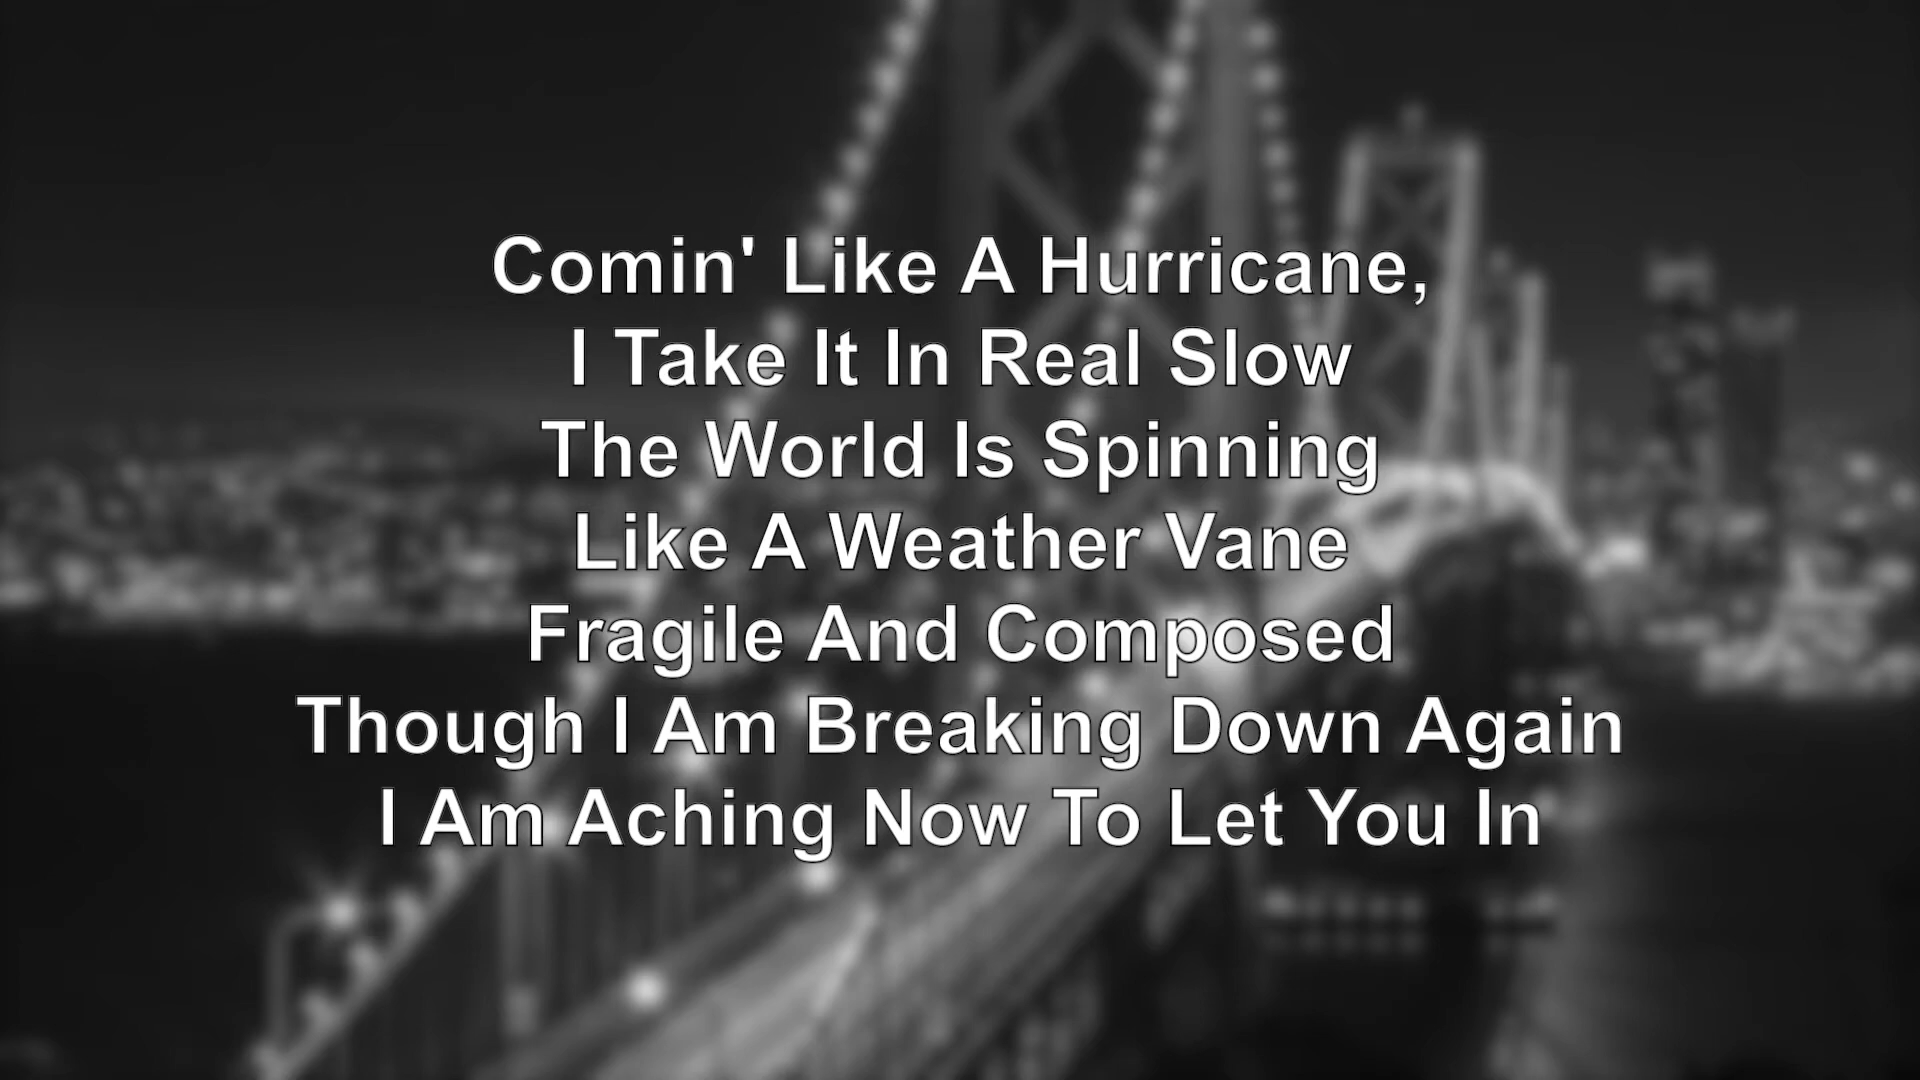 Comin' Like A Hurricane,
I Take It In Real Slow
The World Is Spinning
Like A Weather Vane
Fragile And Composed
Though I Am Breaking Down Again
I Am Aching Now To Let You In